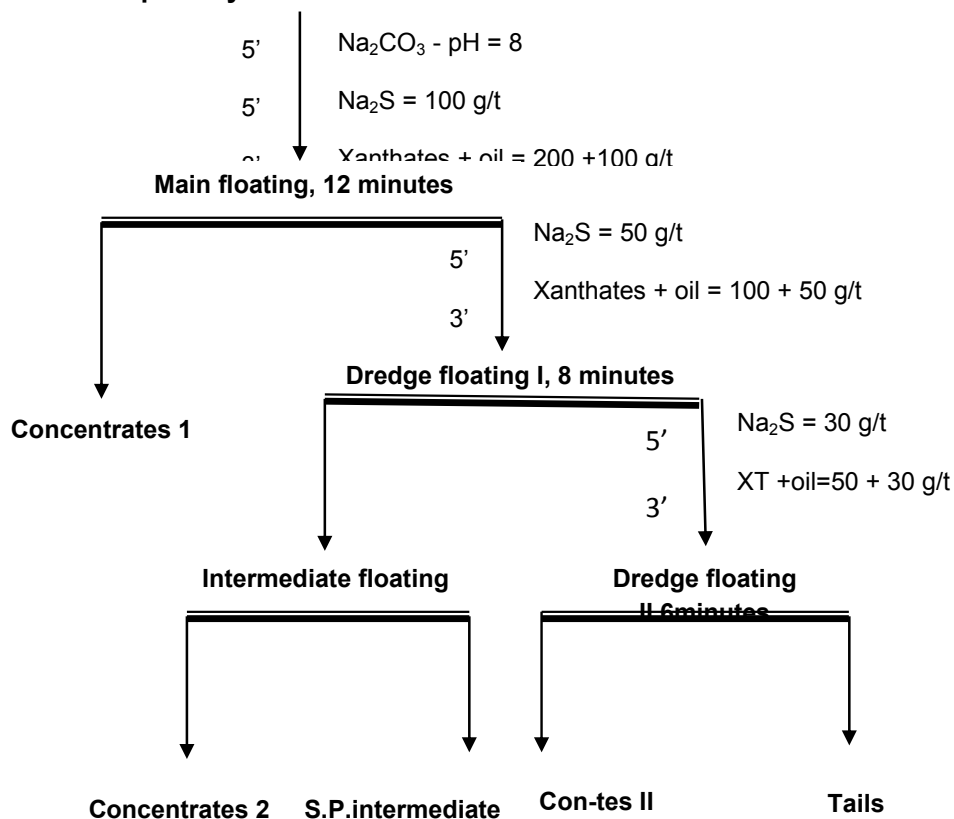 5’ Na₂CO₃ - pH = 8
5’ Na₂S = 100 g/t
Xanthates + oil = 200 +100 g/t
Main floating, 12 minutes
Na₂S = 50 g/t
5’
Xanthates + oil = 100 + 50 g/t
3’
Dredge floating I, 8 minutes
Concentrates 1
Na₂S = 30 g/t
5’
XT +oil=50 + 30 g/t
3’
Intermediate floating
Dredge floating
II 6minutes
Concentrates 2 S.P.intermediate Con-tes II Tails